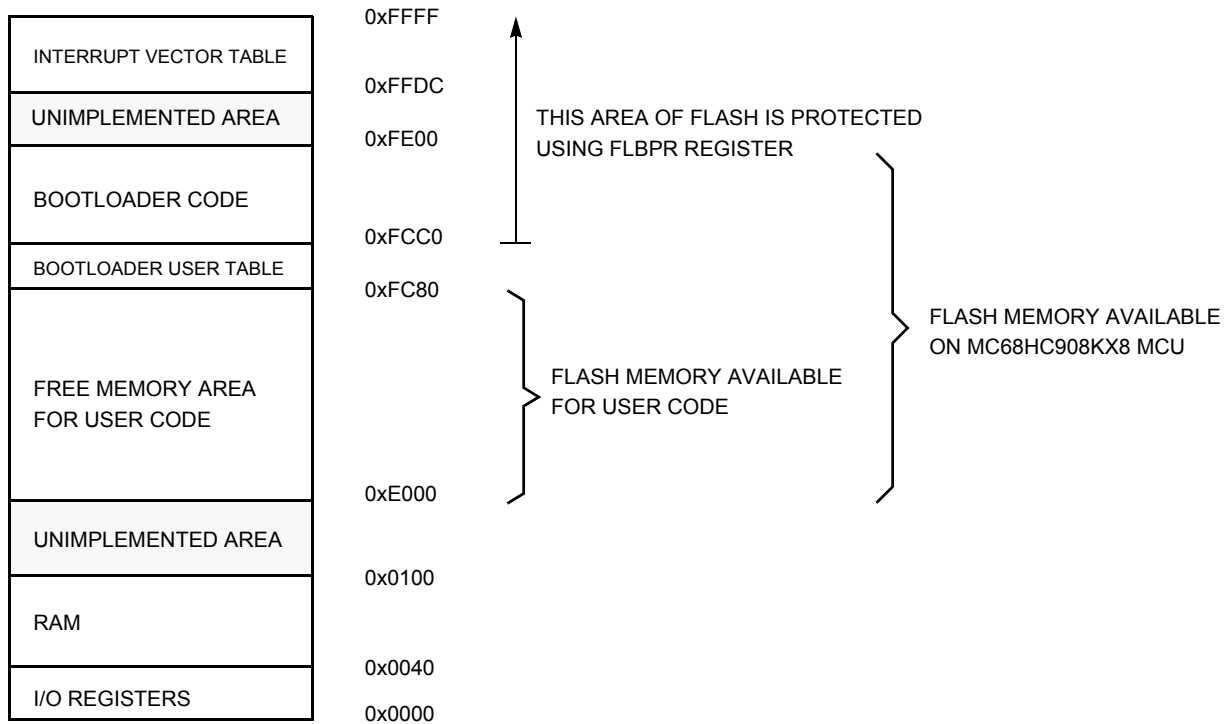 0xFFFF
INTERRUPT VECTOR TABLE
0xFFDC
UNIMPLEMENTED AREA
THIS AREA OF FLASH IS PROTECTED
USING FLBPR REGISTER
0xFE00
BOOTLOADER CODE
0xFCC0
BOOTLOADER USER TABLE
0xFC80
FLASH MEMORY AVAILABLE
ON MC68HC908KX8 MCU
FREE MEMORY AREA
FOR USER CODE
FLASH MEMORY AVAILABLE
FOR USER CODE
0xE000
UNIMPLEMENTED AREA
0x0100
RAM
0x0040
I/O REGISTERS
0x0000